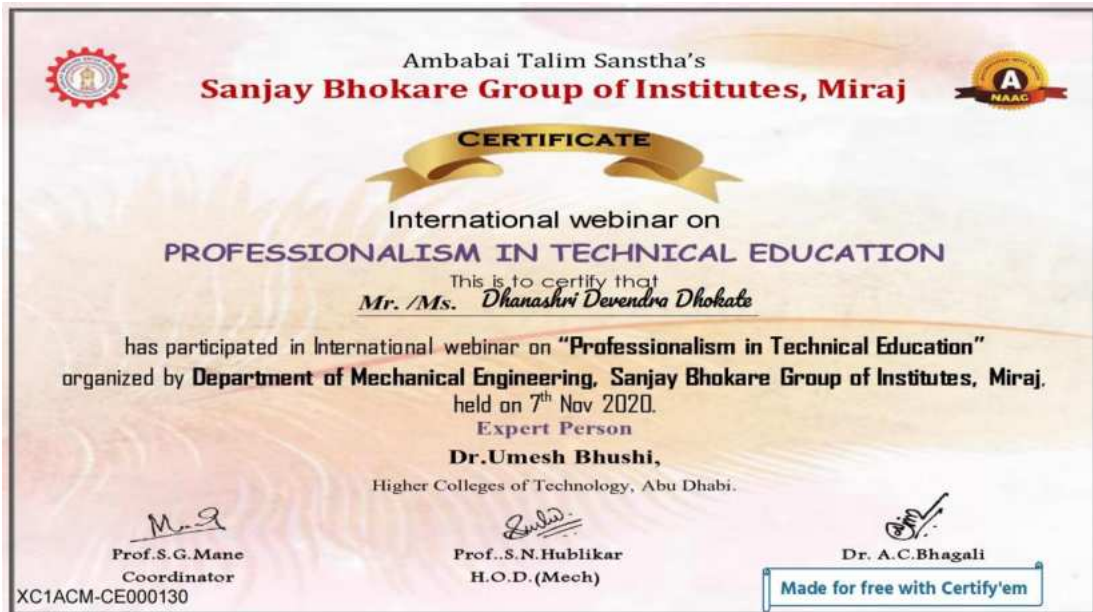 Ambabai Talim Sanstha's
Sanjay Bhokare Group of Institutes, Miraj
A
NAAC
CERTIFICATE
International webinar on
PROFESSIONALISM IN TECHNICAL EDUCATION
This is to certify that
Mr. /Ms. Dhanashri Devendra Dhokate
has participated in International webinar on "Professionalism in Technical Education"
organized by Department of Mechanical Engineering, Sanjay Bhokare Group of Institutes, Miraj.
held on 7th Nov 2020.
Expert Person
Dr.Umesh Bhushi,
Higher Colleges of Technology, Abu Dhabi.
Prof.S.G.Mane
Coordinator
Prof..S.N.Hublikar
H.O.D.(Mech)
Dr. A.C.Bhagali
XC1ACM-CE000130
Made for free with Certify'em